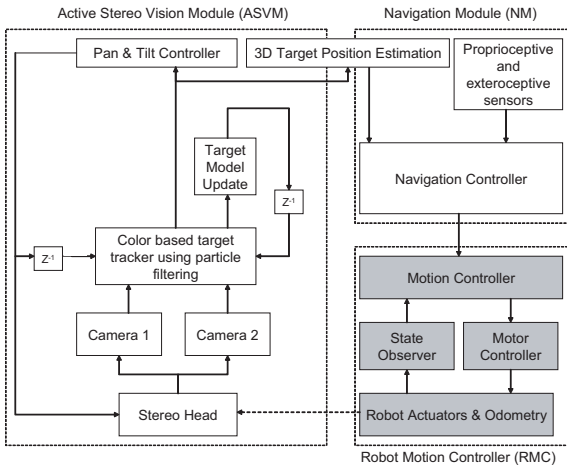 Active Stereo Vision Module (ASVM)
Navigation Module (NM)
Pan & Tilt Controller
3D Target Position Estimation
Proprioceptive
and
exteroceptive
sensors
Target
Model
Update
Z-1
Navigation Controller
Z-1
Color based target
tracker using particle
filtering
Motion Controller
Camera 1
Camera 2
State
Observer
Motor
Controller
Stereo Head
Robot Actuators & Odometry
Robot Motion Controller (RMC)